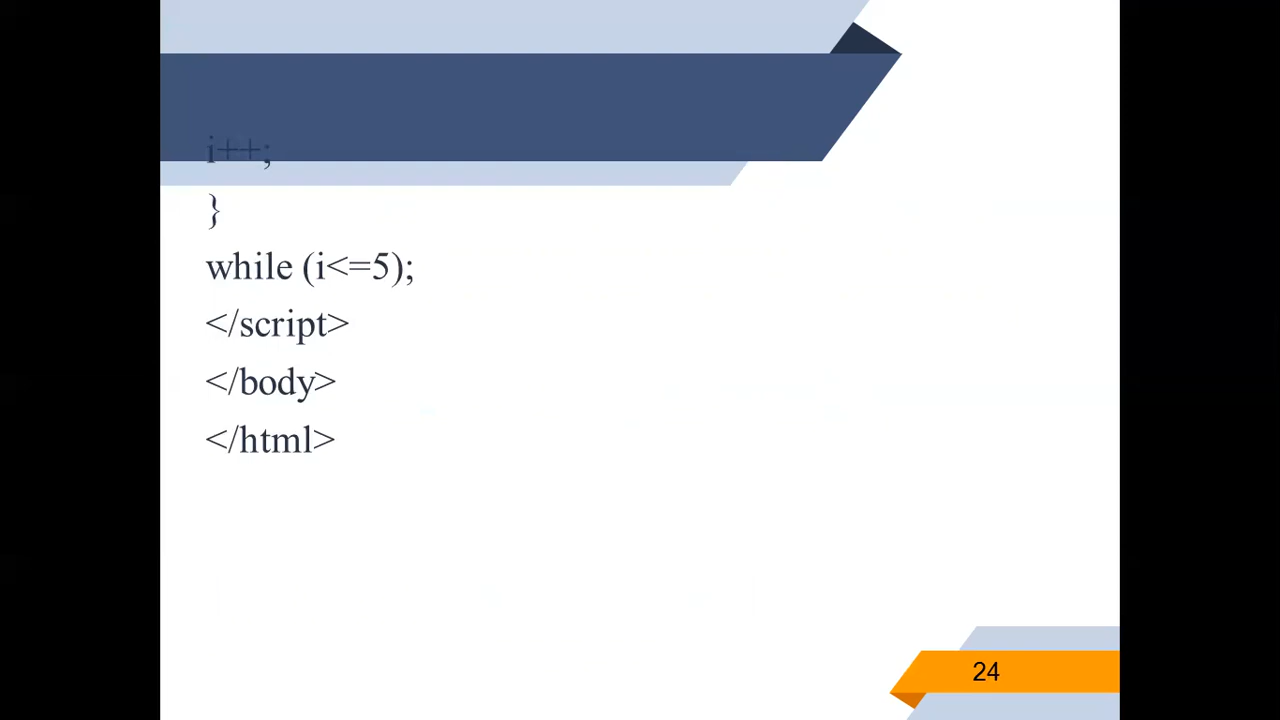 i++;
}
while (i<=5);
</script>
</body>
</html>
24